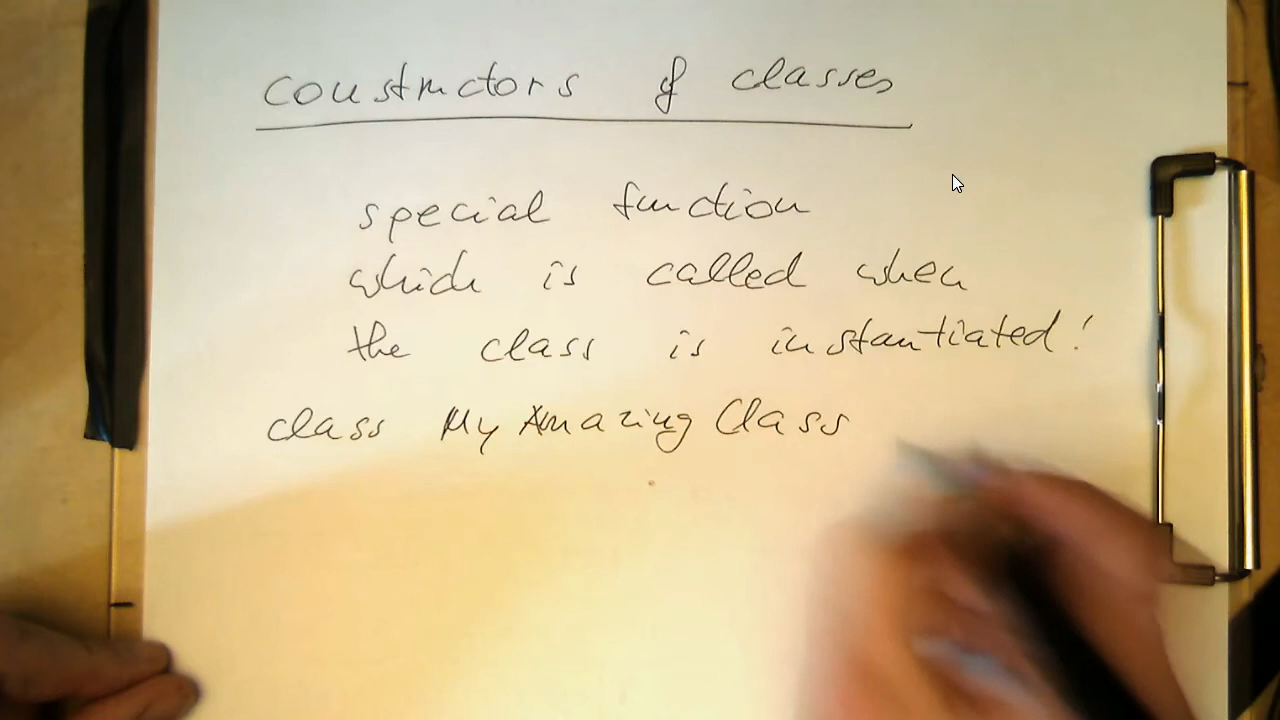 constructors of classes
special function
which is called when
the class is instantiated!
class MyAmazingClass